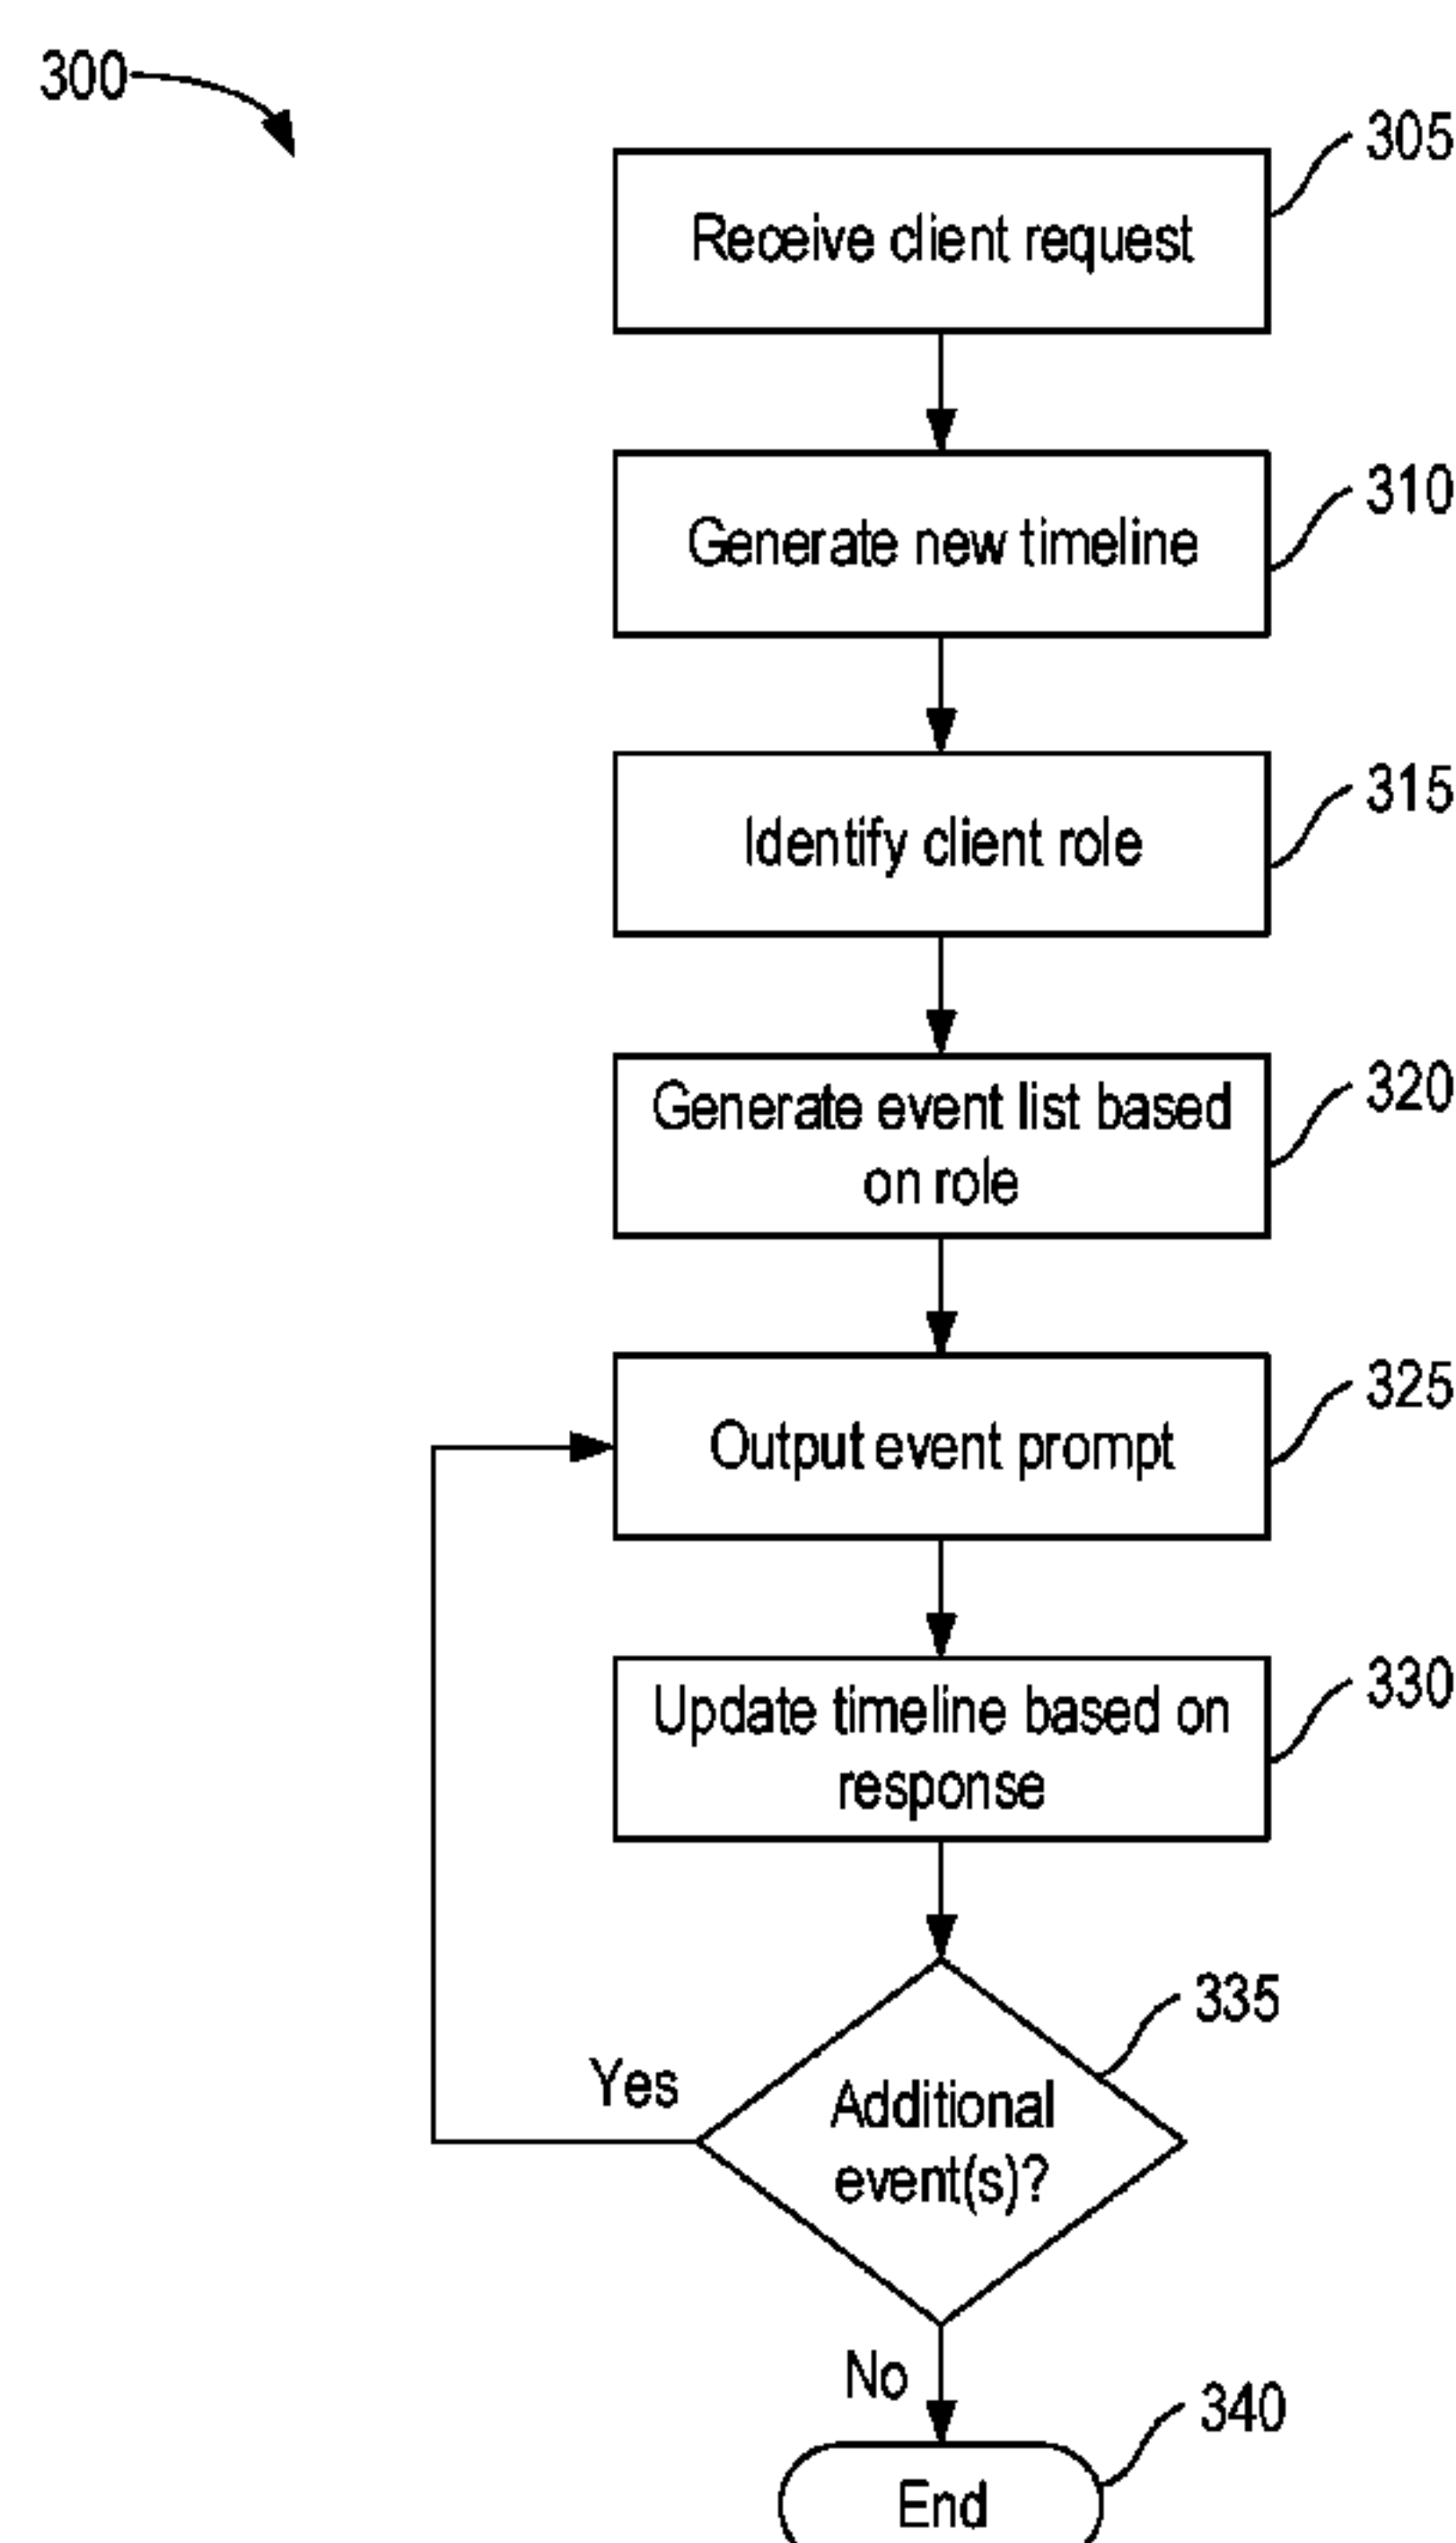 300
305
Receive client request
310
Generate new timeline
315
Identify client role
320
Generate event list based
on role
325
Output event prompt
330
Update timeline based on
response
335
Yes
Additional
event(s)?
No
340
End